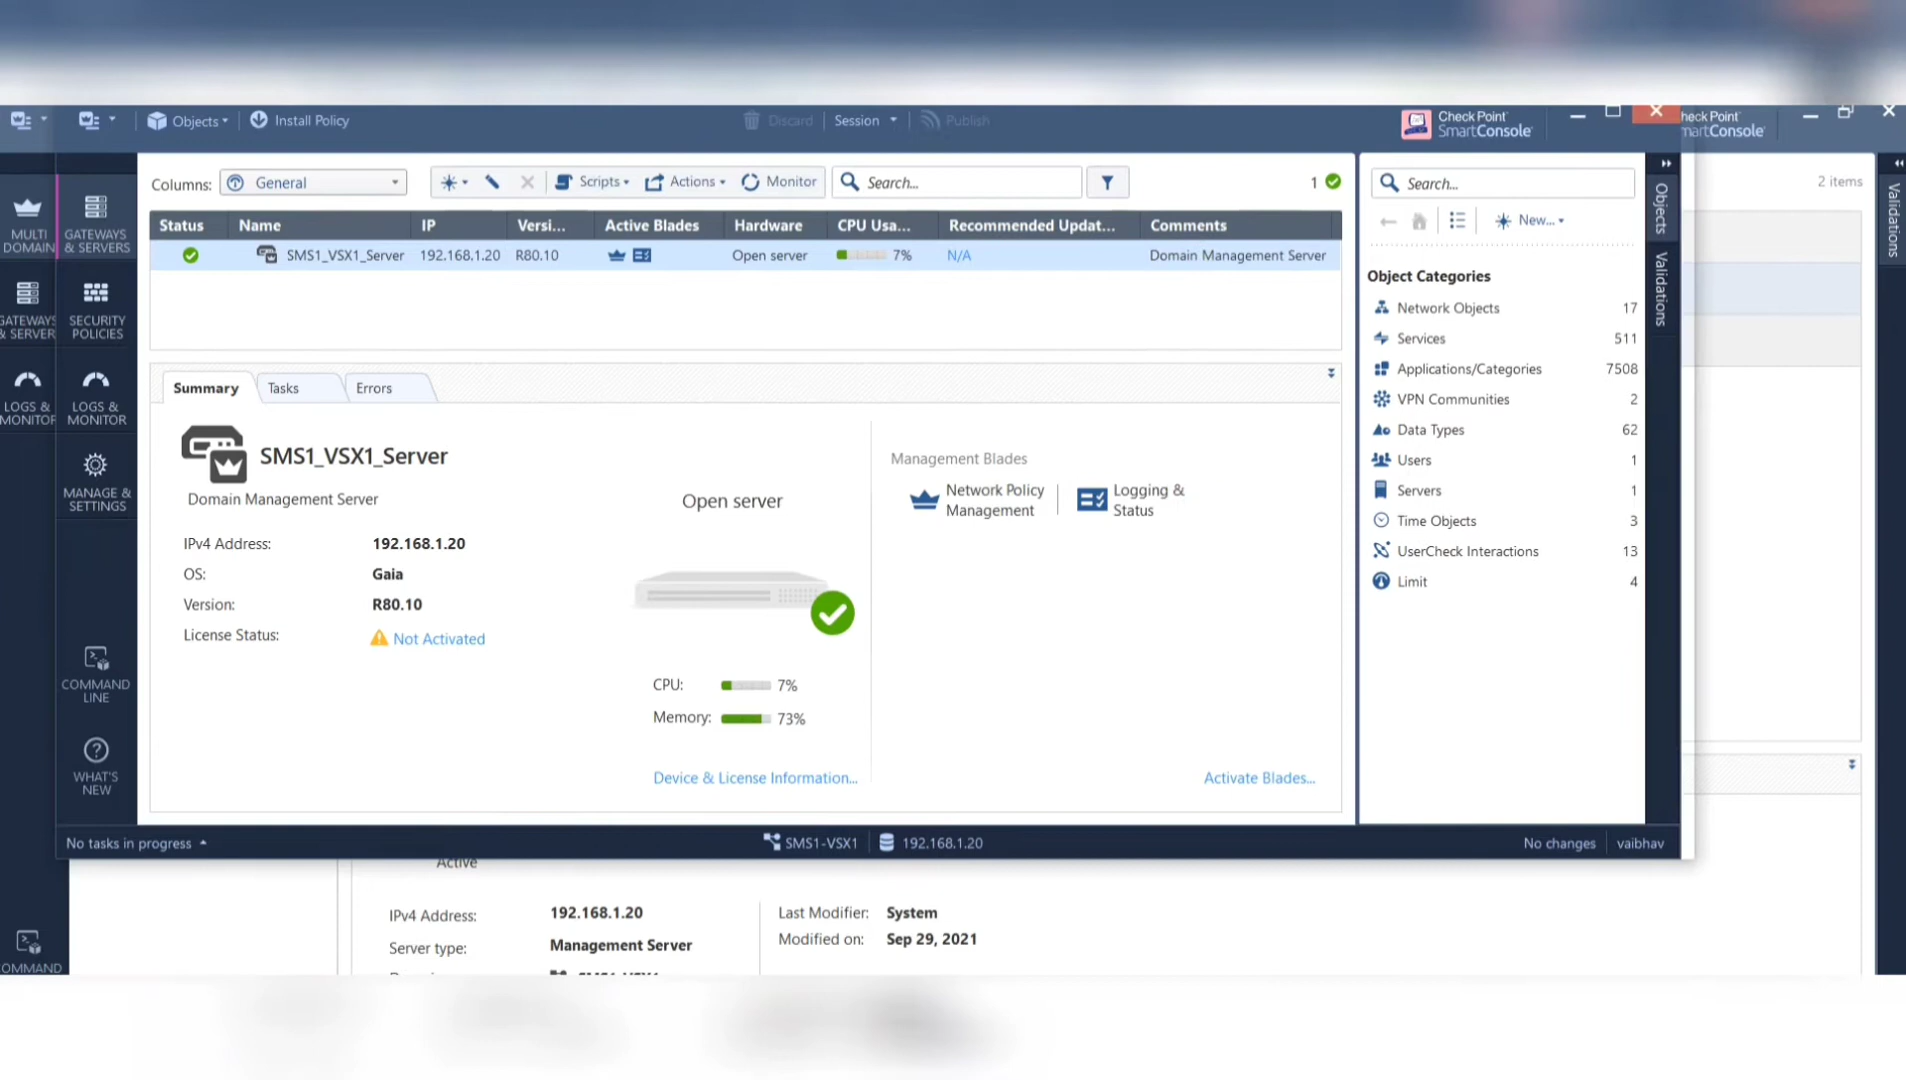 Objects
Install Policy
Discard
Session
Publish
Check Point
SmartConsole
heck Point
martConsole
MULTI
DOMAIN
GATEWAYS
& SERVERS
GATEWAYS
& SERVER
SECURITY
POLICIES
LOGS &
MONITOR
LOGS &
MONITOR
MANAGE &
SETTINGS
COMMAND
LINE
WHAT'S
NEW
OMMAND
Columns:
General
Scripts
Actions
Monitor
Search...
1
Status
Name
IP
Versi...
Active Blades
Hardware
CPU Usa...
Recommended Updat...
Comments
SMS1_VSX1_Server
192.168.1.20
R80.10
Open server
7%
N/A
Domain Management Server
Summary
Tasks
Errors
SMS1_VSX1_Server
Domain Management Server
IPv4 Address:
192.168.1.20
OS:
Gaia
Version:
R80.10
License Status:
Not Activated
Open server
CPU:
7%
Memory:
73%
Device & License Information...
Management Blades
Network Policy
Management
Logging &
Status
Activate Blades...
Search...
New...
Object Categories
Network Objects 17
Services 511
Applications/Categories 7508
VPN Communities 2
Data Types 62
Users 1
Servers 1
Time Objects 3
UserCheck Interactions 13
Limit 4
Objects
Validations
2 items
Validations
No tasks in progress
SMS1-VSX1
192.168.1.20
No changes
vaibhav
Active
IPv4 Address:
192.168.1.20
Server type:
Management Server
Last Modifier:
System
Modified on:
Sep 29, 2021